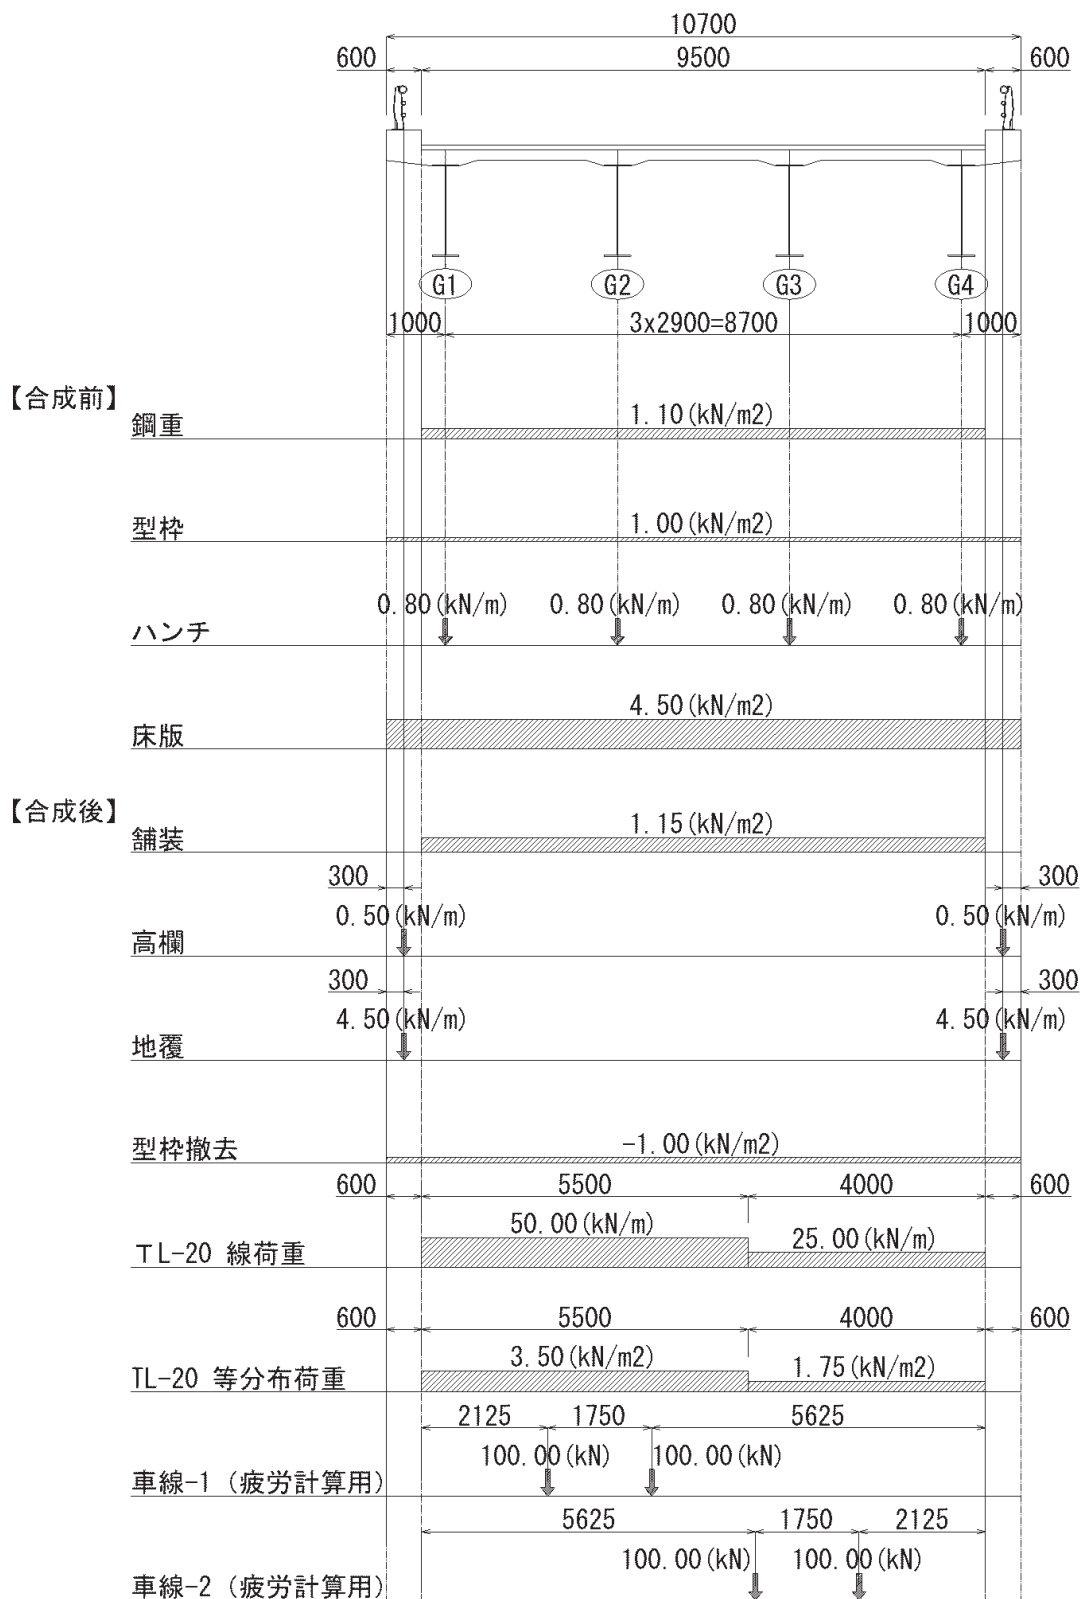 10700
600 9500 600
G1 G2 G3 G4
1000 3x2900=8700 1000
【合成前】
鋼重 1.10(kN/m2)
型枠 1.00(kN/m2)
0.80(kN/m) 0.80(kN/m) 0.80(kN/m) 0.80(kN/m)
ハンチ
床版 4.50(kN/m2)
【合成後】
舗装 1.15(kN/m2)
300 300
0.50(kN/m) 0.50(kN/m)
高欄
300 300
4.50(kN/m) 4.50(kN/m)
地覆
型枠撤去 -1.00(kN/m2)
600 5500 4000 600
50.00(kN/m) 25.00(kN/m)
TL-20 線荷重
600 5500 4000 600
3.50(kN/m2) 1.75(kN/m2)
TL-20 等分布荷重
2125 1750 5625
100.00(kN) 100.00(kN)
車線-1 (疲労計算用)
5625 1750 2125
100.00(kN) 100.00(kN)
車線-2 (疲労計算用)